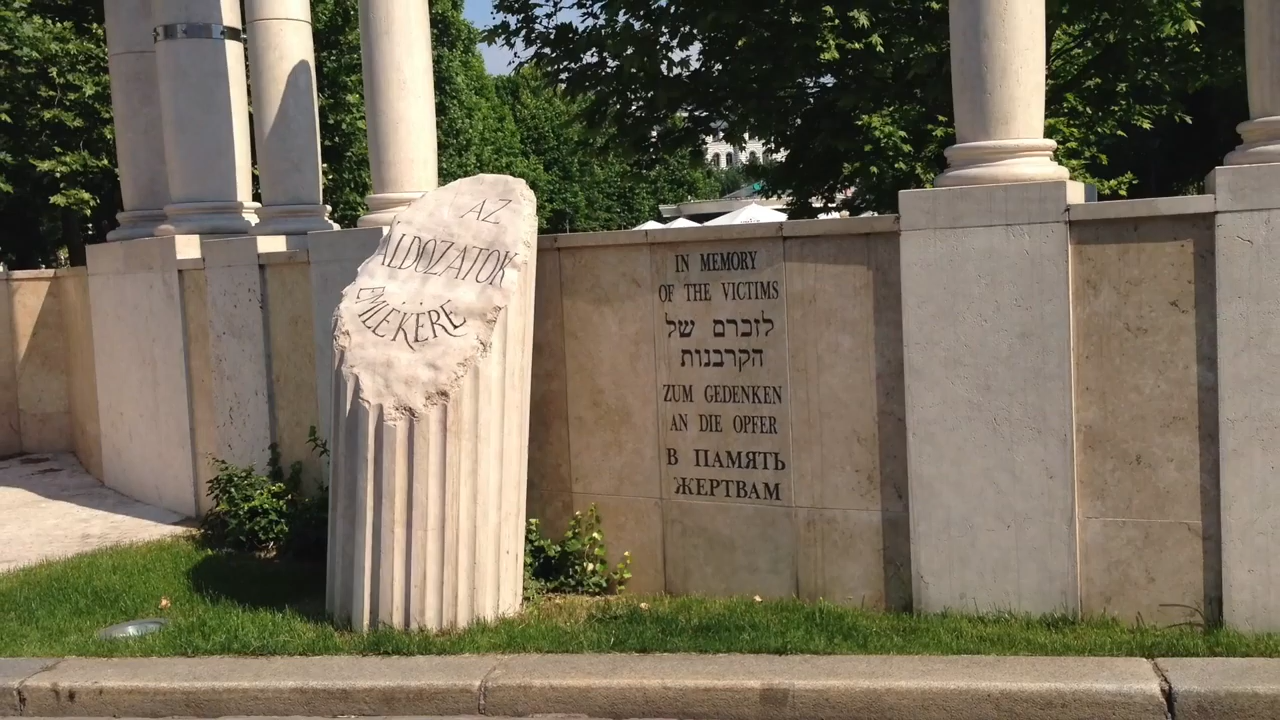 AZ
ÁLDOZATOK
EMLÉKÉRE
IN MEMORY
OF THE VICTIMS
לזכרם של
הקרבנות
ZUM GEDENKEN
AN DIE OPFER
В ПАМЯТЬ
ЖЕРТВАМ